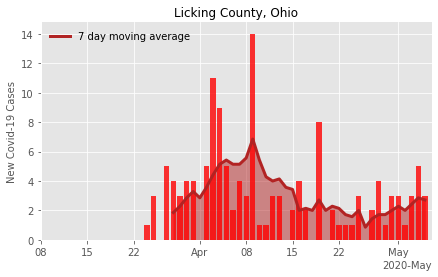 Licking County, Ohio
7 day moving average
New Covid-19 Cases
14
12
10
8
6
4
2
0
08 15 22 Apr 08 15 22 May
2020-May